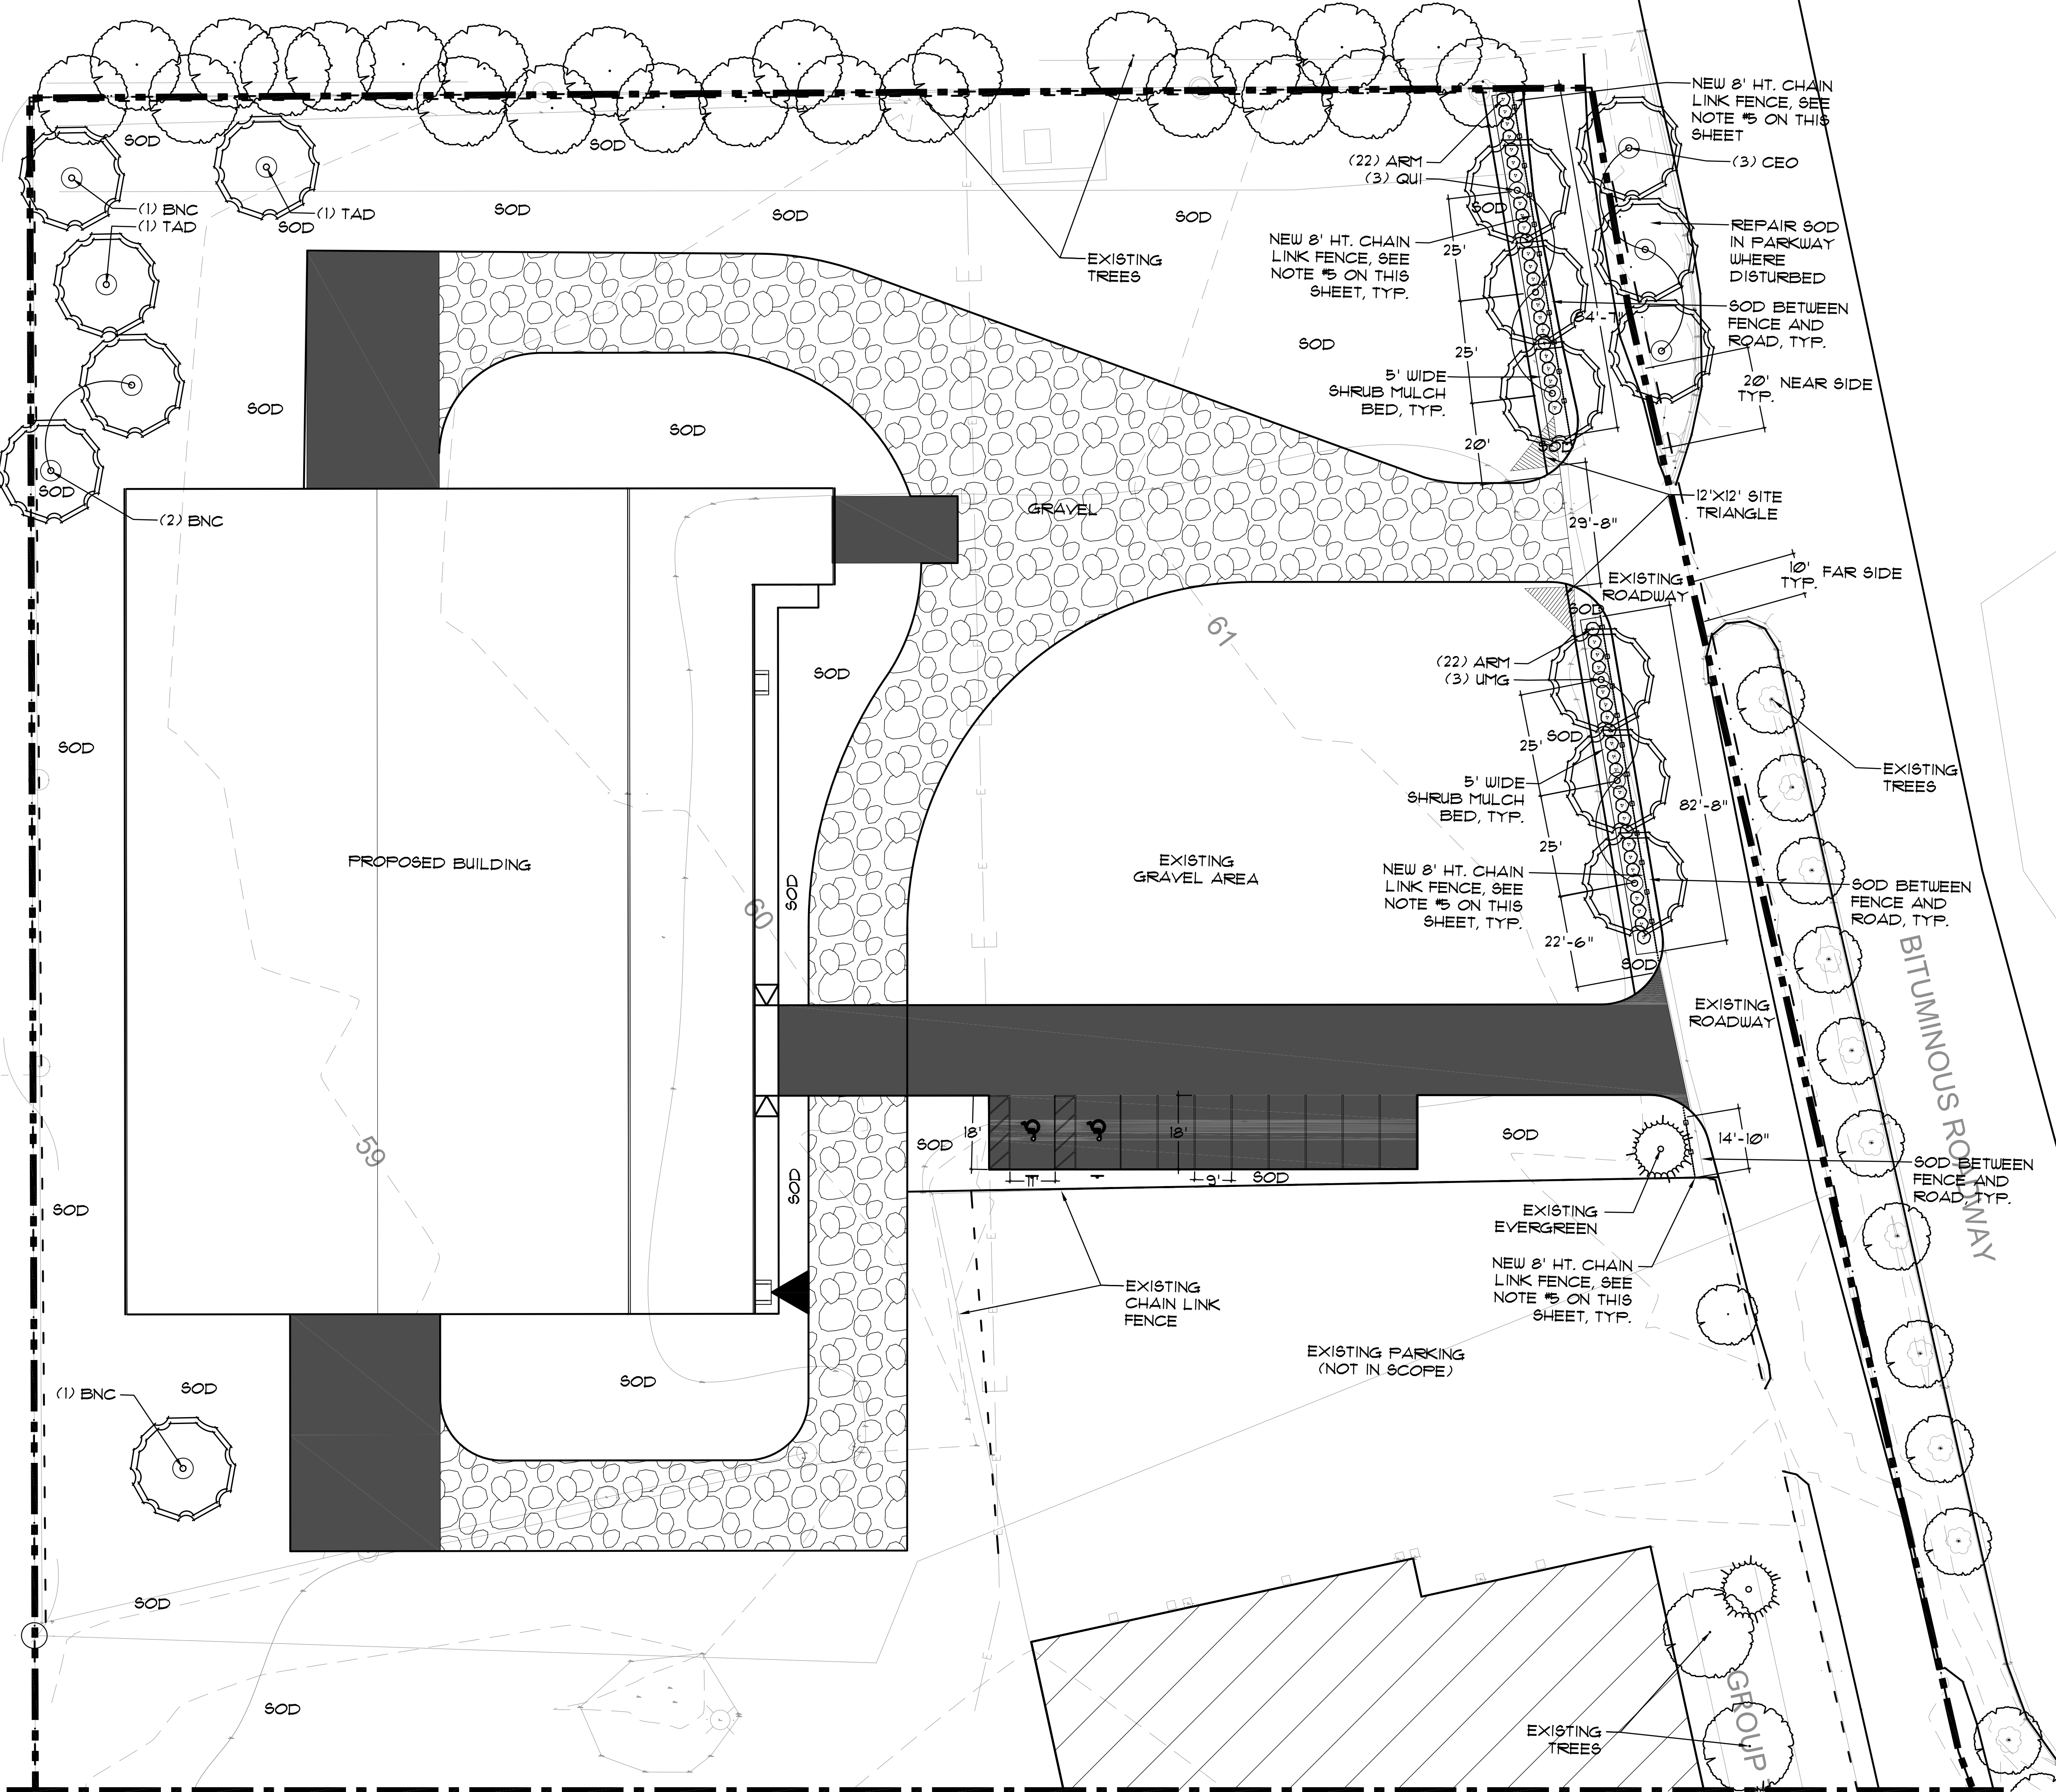 NEW 8' HT. CHAIN
LINK FENCE, SEE
NOTE #5 ON THIS
SHEET
SOD
SOD
(22) ARM
(3) QUI
(3) CEO
(1) BNC
(1) TAD
(1) TAD
SOD
SOD
SOD
SOD
SOD
REPAIR SOD
IN PARKWAY
WHERE
DISTURBED
NEW 8' HT. CHAIN
LINK FENCE, SEE
NOTE #5 ON THIS
SHEET, TYP.
25'
EXISTING
TREES
SOD BETWEEN
FENCE AND
ROAD, TYP.
84'-7"
SOD
25'
5' WIDE
SHRUB MULCH
BED, TYP.
20'
TYP.
NEAR SIDE
SOD
SOD
20'
SOD
SOD
(2) BNC
GRAVEL
12'X12' SITE
TRIANGLE
29'-8"
10'
TYP.
FAR SIDE
EXISTING
ROADWAY
SOD
61
(22) ARM
(3) UMG
SOD
SOD
25'
SOD
EXISTING
TREES
5' WIDE
SHRUB MULCH
BED, TYP.
82'-8"
25'
PROPOSED BUILDING
EXISTING
GRAVEL AREA
NEW 8' HT. CHAIN
LINK FENCE, SEE
NOTE #5 ON THIS
SHEET, TYP.
SOD BETWEEN
FENCE AND
ROAD, TYP.
SOD
60
22'-6"
SOD
BITUMINOUS ROADWAY
EXISTING
ROADWAY
59
SOD
18'
18'
SOD
14'-10"
SOD
11'
9'
SOD
SOD BETWEEN
FENCE AND
ROAD, TYP.
SOD
EXISTING
EVERGREEN
NEW 8' HT. CHAIN
LINK FENCE, SEE
NOTE #5 ON THIS
SHEET, TYP.
EXISTING
CHAIN LINK
FENCE
EXISTING PARKING
(NOT IN SCOPE)
(1) BNC
SOD
SOD
SOD
SOD
GROUP
EXISTING
TREES
E
E
E
E
E
E
E
E